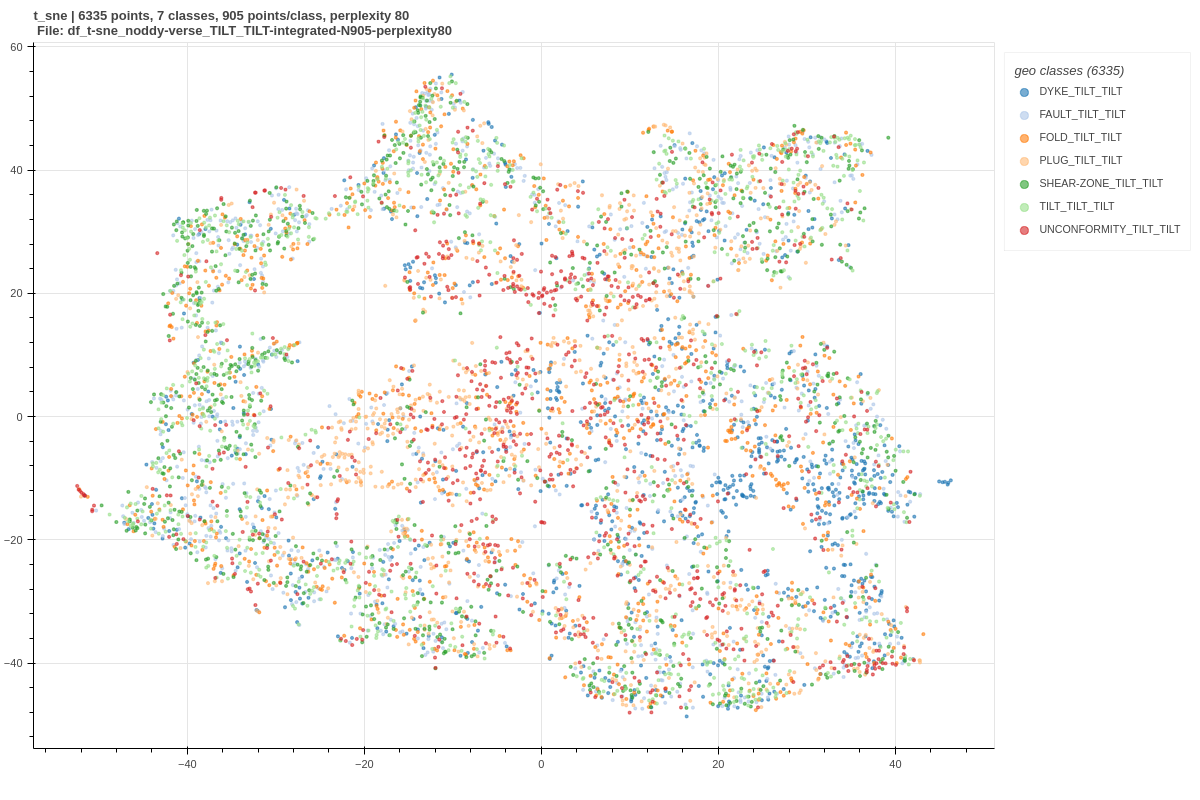 t_sne | 6335 points, 7 classes, 905 points/class, perplexity 80
File: df_t-sne_noddy-verse_TILT_TILT-integrated-N905-perplexity80
geo classes (6335)
DYKE_TILT_TILT
FAULT_TILT_TILT
FOLD_TILT_TILT
PLUG_TILT_TILT
SHEAR-ZONE_TILT_TILT
TILT_TILT_TILT
UNCONFORMITY_TILT_TILT
60
40
20
0
−20
−40
−40
−20
0
20
40